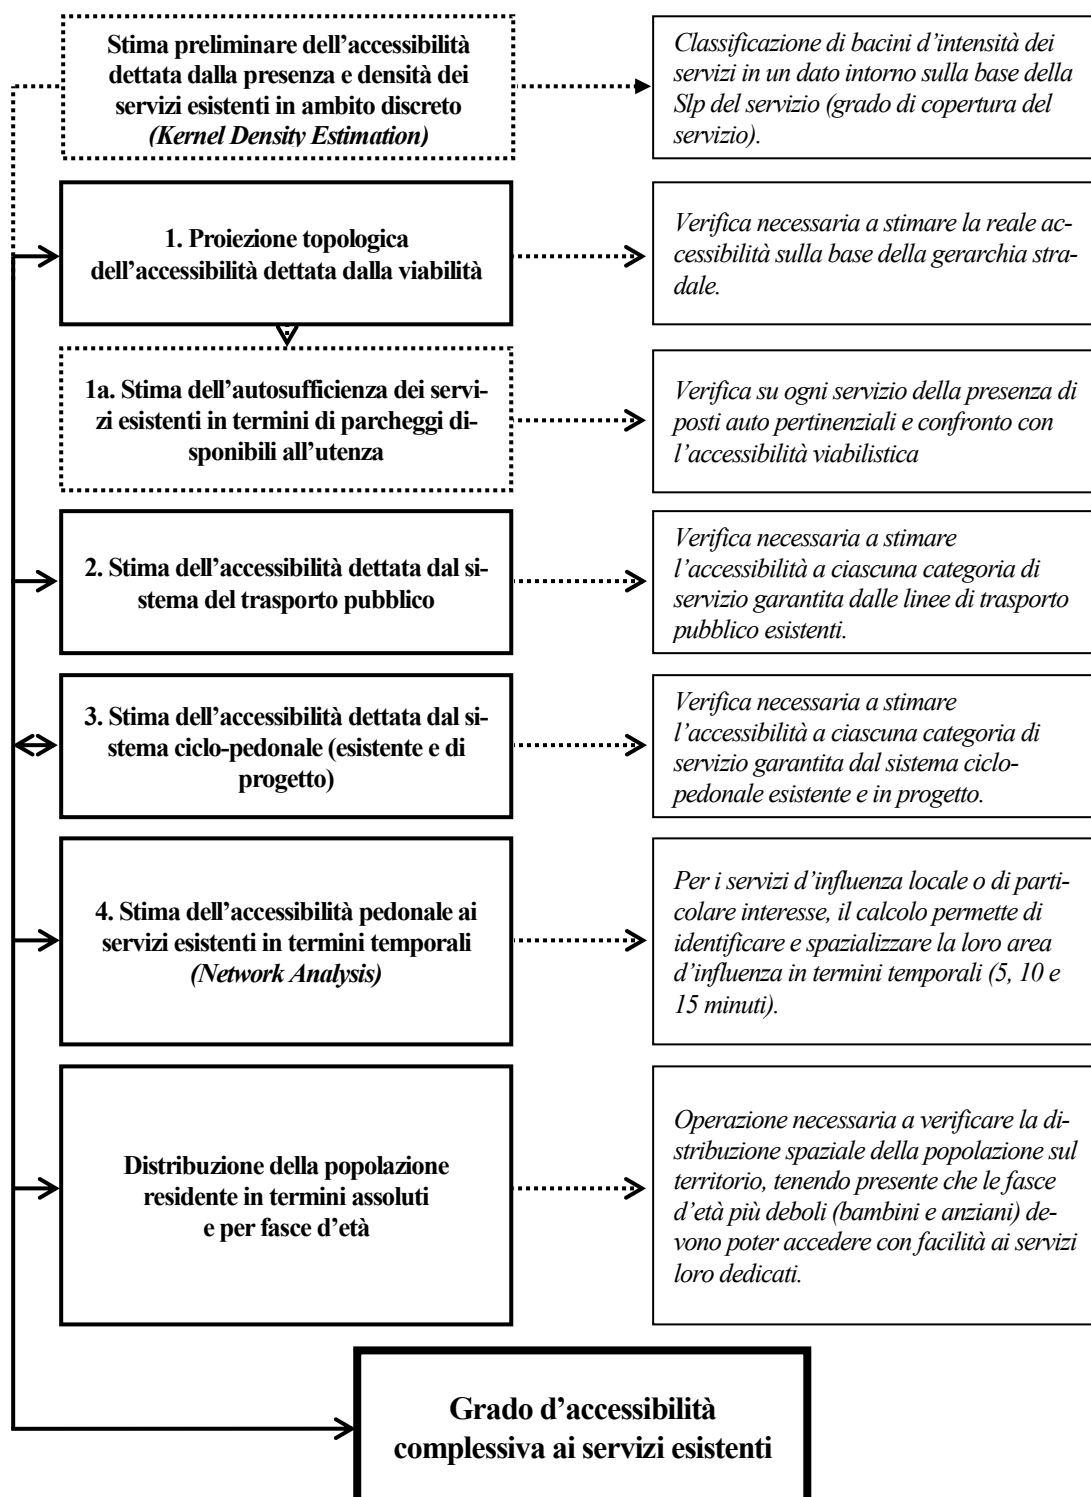 Stima preliminare dell’accessibilità
dettata dalla presenza e densità dei
servizi esistenti in ambito discreto
(Kernel Density Estimation)
Classificazione di bacini d’intensità dei
servizi in un dato intorno sulla base della
Slp del servizio (grado di copertura del
servizio).
1. Proiezione topologica
dell’accessibilità dettata dalla viabilità
Verifica necessaria a stimare la reale ac-
cessibilità sulla base della gerarchia stra-
dale.
1a. Stima dell’autosufficienza dei servi-
zi esistenti in termini di parcheggi di-
sponibili all’utenza
Verifica su ogni servizio della presenza di
posti auto pertinenziali e confronto con
l’accessibilità viabilistica
2. Stima dell’accessibilità dettata dal si-
stema del trasporto pubblico
Verifica necessaria a stimare
l’accessibilità a ciascuna categoria di
servizio garantita dalle linee di trasporto
pubblico esistenti.
3. Stima dell’accessibilità dettata dal si-
stema ciclo-pedonale (esistente e di
progetto)
Verifica necessaria a stimare
l’accessibilità a ciascuna categoria di
servizio garantita dal sistema ciclo-
pedonale esistente e in progetto.
4. Stima dell’accessibilità pedonale ai
servizi esistenti in termini temporali
(Network Analysis)
Per i servizi d’influenza locale o di parti-
colare interesse, il calcolo permette di
identificare e spazializzare la loro area
d’influenza in termini temporali (5, 10 e
15 minuti).
Distribuzione della popolazione
residente in termini assoluti
e per fasce d’età
Operazione necessaria a verificare la di-
stribuzione spaziale della popolazione sul
territorio, tenendo presente che le fasce
d’età più deboli (bambini e anziani) de-
vono poter accedere con facilità ai servizi
loro dedicati.
Grado d’accessibilità
complessiva ai servizi esistenti